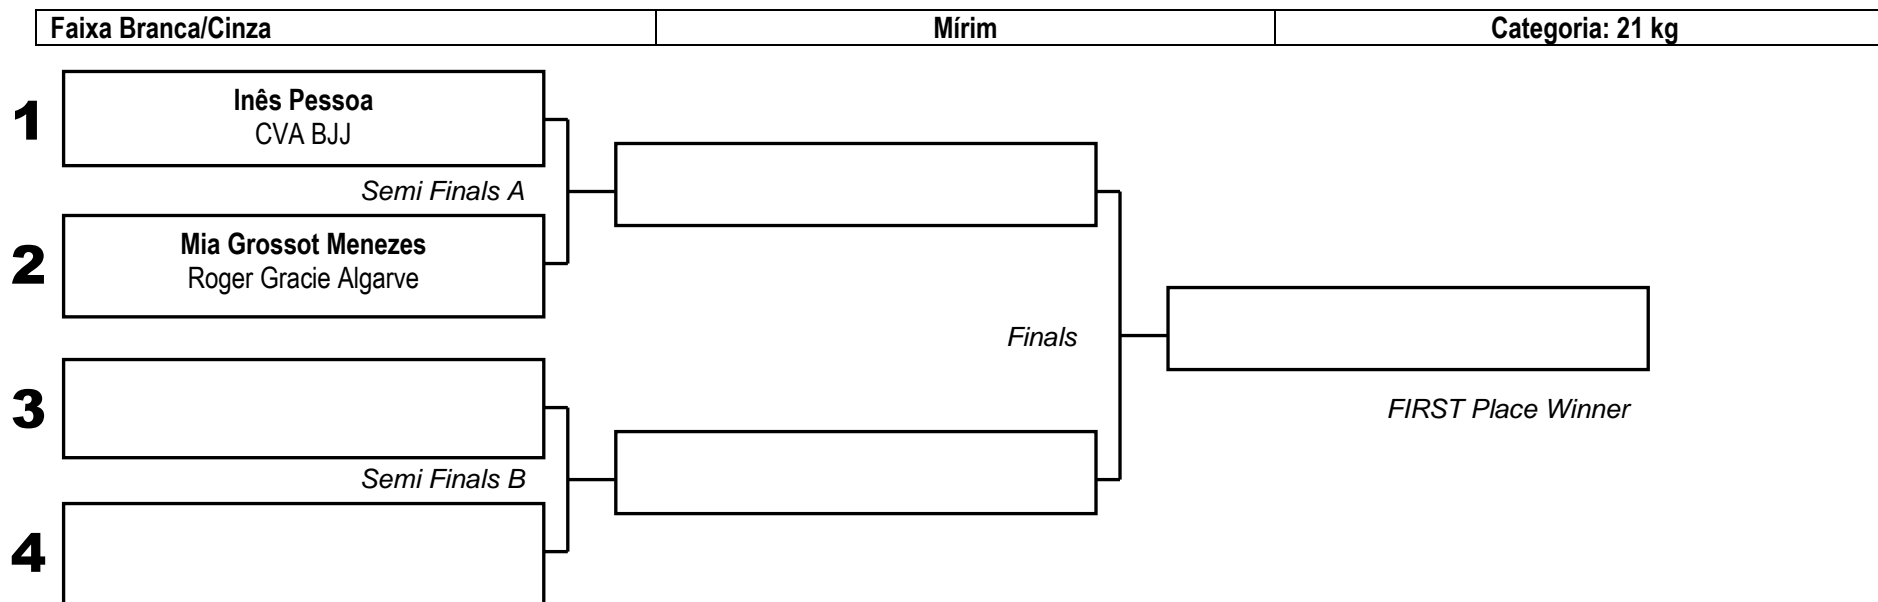 Faixa Branca/Cinza
Mírim
Categoria: 21 kg
1
Inês Pessoa
CVA BJJ
Semi Finals A
2
Mia Grossot Menezes
Roger Gracie Algarve
Finals
3
FIRST Place Winner
Semi Finals B
4